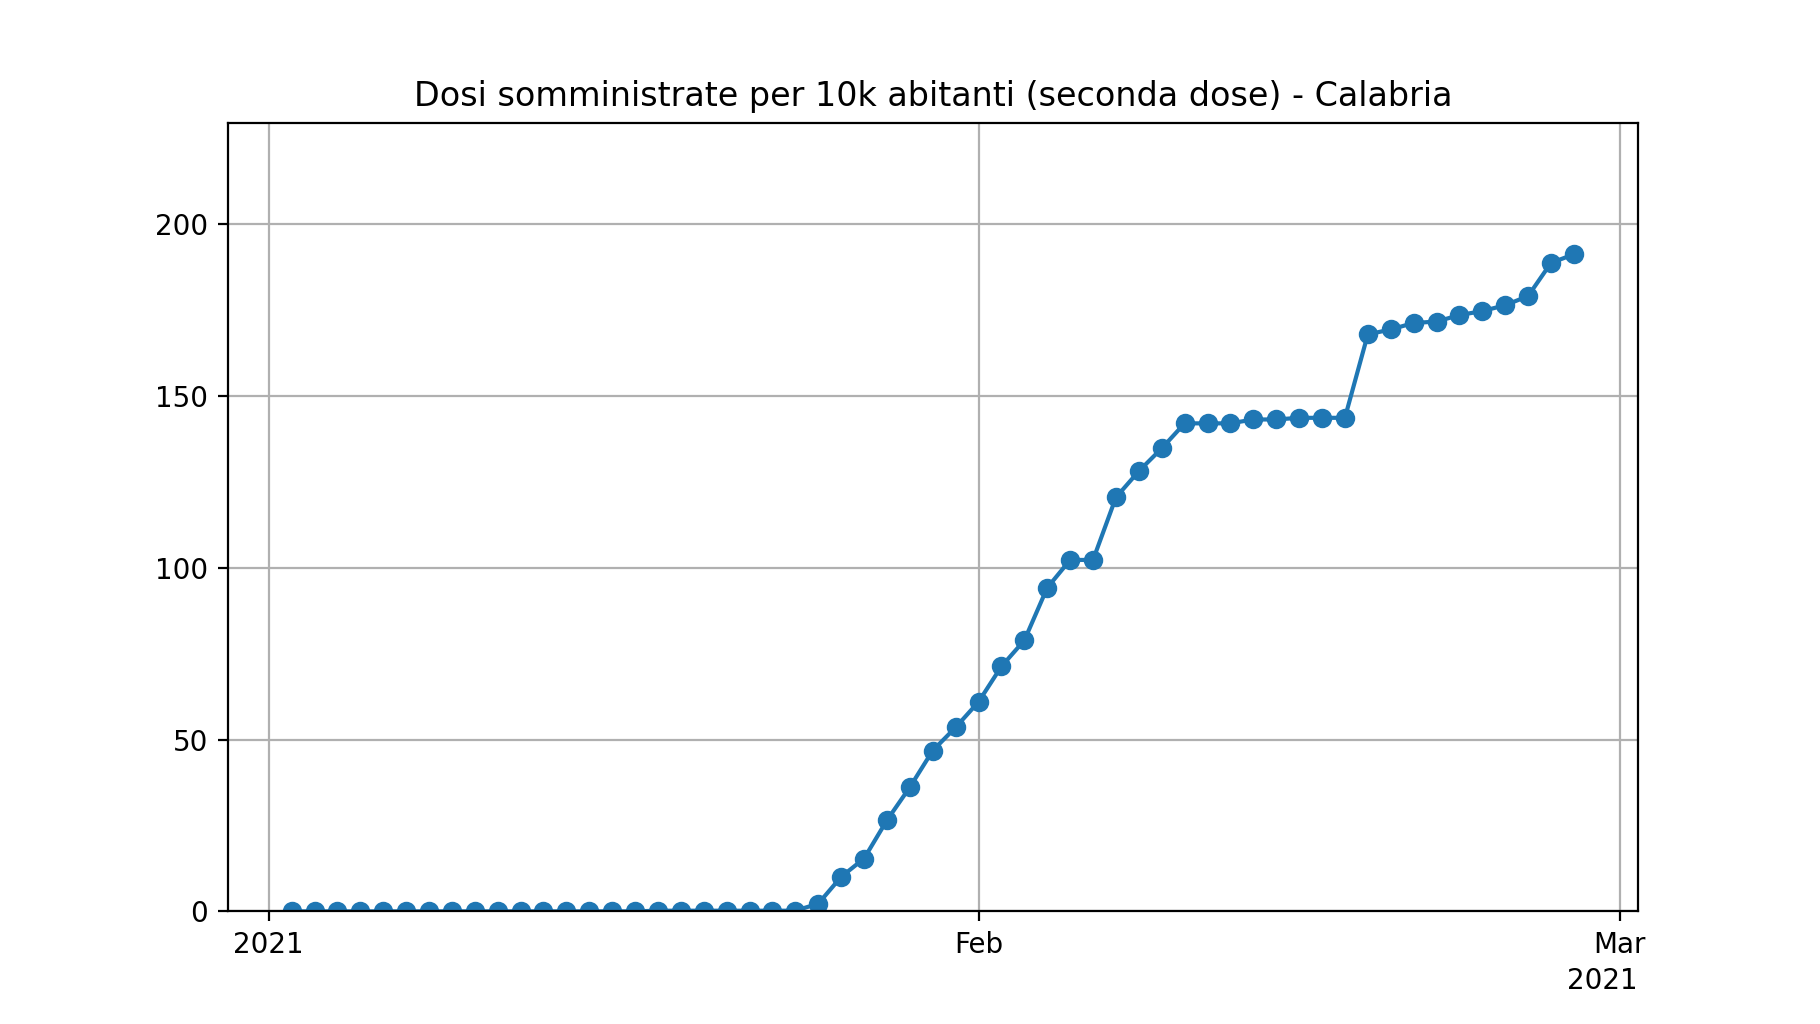 Dosi somministrate per 10k abitanti (seconda dose) - Calabria
200
150
100
50
0
2021
Feb
Mar
2021